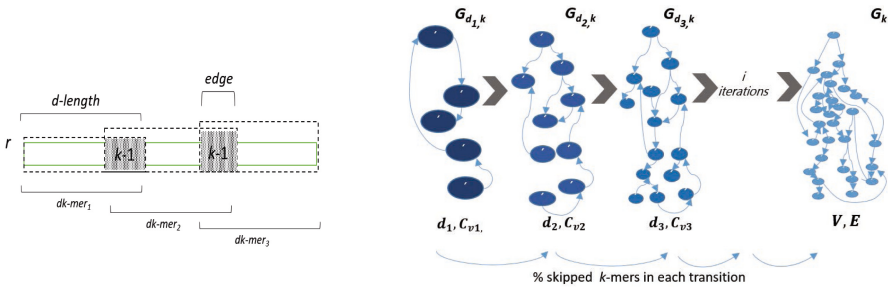 edge
d-length
r
k-1
k-1
dk-mer1
dk-mer2
dk-mer3
Gd1,k
Gd2,k
Gd3,k
Gk
i
iterations
d1, Cv1,
d2, Cv2
d3, Cv3
V, E
% skipped k-mers in each transition